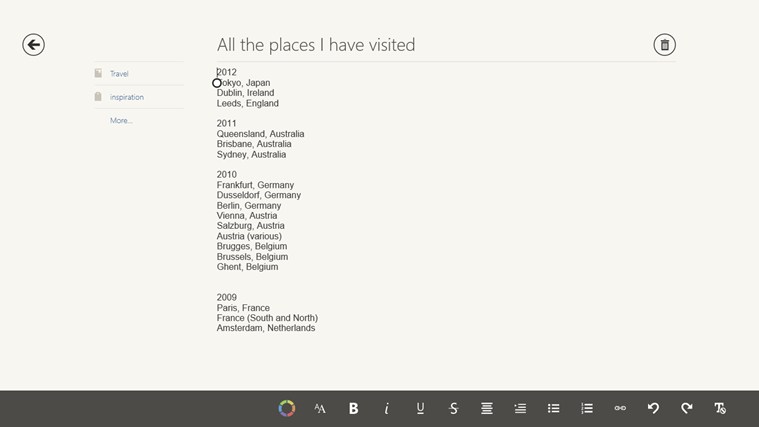 All the places I have visited
Travel
inspiration
More...
2012
Tokyo, Japan
Dublin, Ireland
Leeds, England
2011
Queensland, Australia
Brisbane, Australia
Sydney, Australia
2010
Frankfurt, Germany
Dusseldorf, Germany
Berlin, Germany
Vienna, Austria
Salzburg, Austria
Austria (various)
Brugges, Belgium
Brussels, Belgium
Ghent, Belgium
2009
Paris, France
France (South and North)
Amsterdam, Netherlands